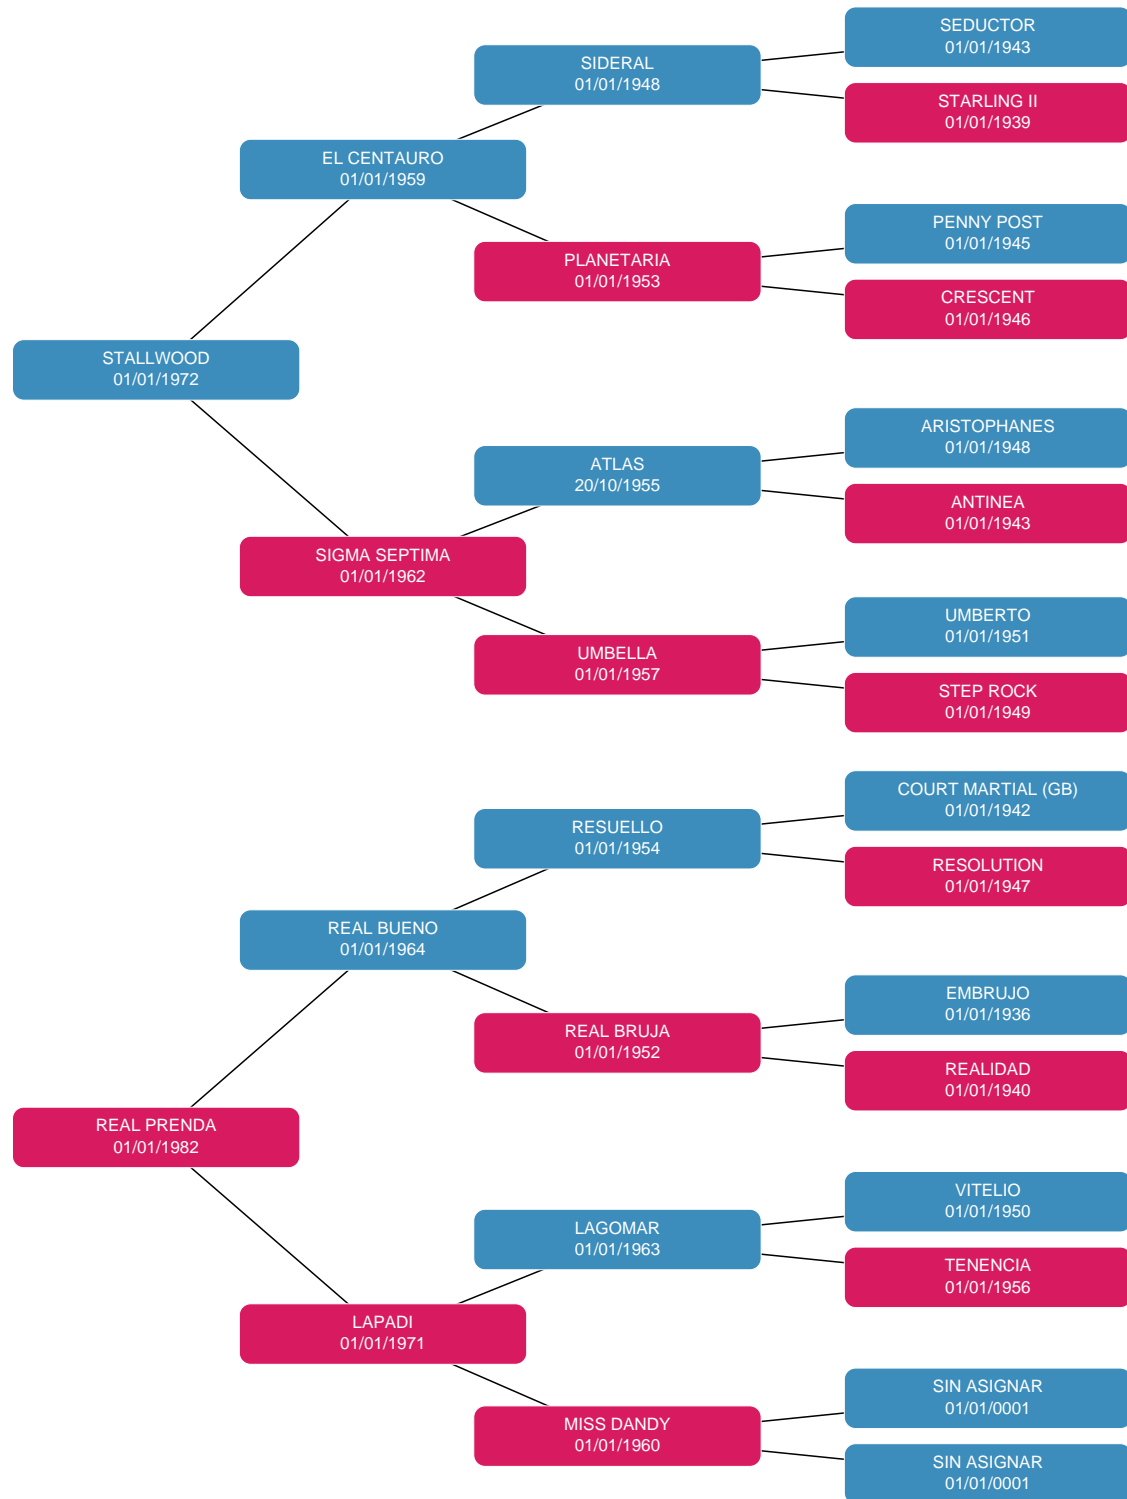 SEDUCTOR
01/01/1943
SIDERAL
01/01/1948
STARLING II
01/01/1939
EL CENTAURO
01/01/1959
PENNY POST
01/01/1945
PLANETARIA
01/01/1953
CRESCENT
01/01/1946
STALLWOOD
01/01/1972
ARISTOPHANES
01/01/1948
ATLAS
20/10/1955
ANTINEA
01/01/1943
SIGMA SEPTIMA
01/01/1962
UMBERTO
01/01/1951
UMBELLA
01/01/1957
STEP ROCK
01/01/1949
COURT MARTIAL (GB)
01/01/1942
RESUELLO
01/01/1954
RESOLUTION
01/01/1947
REAL BUENO
01/01/1964
EMBRUJO
01/01/1936
REAL BRUJA
01/01/1952
REALIDAD
01/01/1940
REAL PRENDA
01/01/1982
VITELIO
01/01/1950
LAGOMAR
01/01/1963
TENENCIA
01/01/1956
LAPADI
01/01/1971
SIN ASIGNAR
01/01/0001
MISS DANDY
01/01/1960
SIN ASIGNAR
01/01/0001